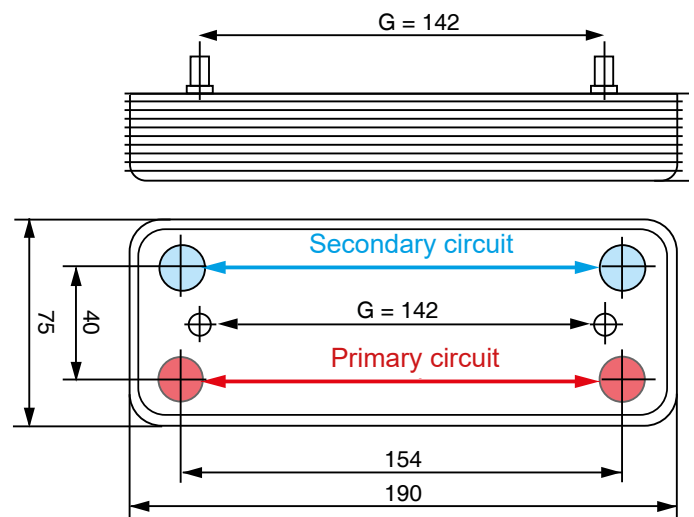 G = 142
Secondary circuit
G = 142
Primary circuit
75
40
154
190